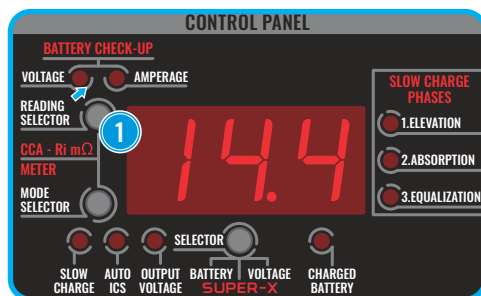 CONTROL PANEL
BATTERY CHECK-UP
VOLTAGE
AMPERAGE
READING
SELECTOR
1
CCA - Ri mΩ
METER
MODE
SELECTOR
14.4
SLOW CHARGE
PHASES
1.ELEVATION
2.ABSORPTION
3.EQUALIZATION
SELECTOR
SLOW
CHARGE
AUTO
ICS
OUTPUT
VOLTAGE
BATTERY VOLTAGE
SUPER-X
CHARGED
BATTERY